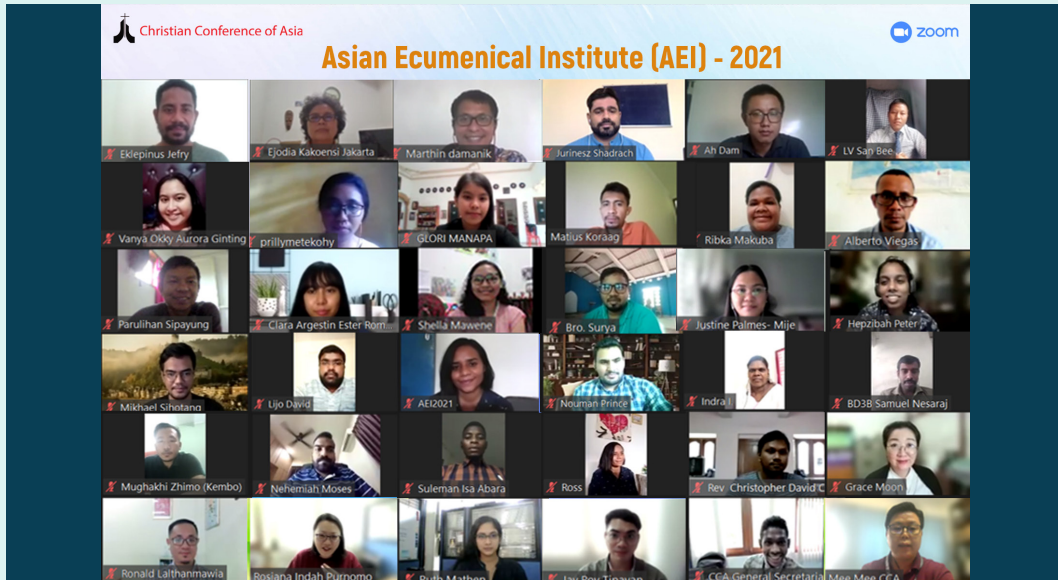 Christian Conference of Asia
zoom
Asian Ecumenical Institute (AEI) - 2021
Eklepinus Jefry
Ejodia Kakoensi Jakarta
Marthin damanik
Jurinesz Shadrach
Ah Dam
LV San Bee
Vanya Okky Aurora Ginting
prillymetekohy
GLORI MANAPA
Matius Koraag
Ribka Makuba
Alberto Viegas
Parulihan Sipayung
Clara Argestin Ester Rom...
Shella Mawene
Bro. Surya
Justine Palmes- Mije
Hepzibah Peter
Mikhael Sihotang
Lijo David
AEI2021
Nouman Prince
Indra I
BD3B Samuel Nesaraj
Mughakhi Zhimo (Kembo)
Nehemiah Moses
Suleman Isa Abara
Ross
Rev Christopher David C
Grace Moon
Ronald Laithanmawia
Rosiana Indah Purnomo
Ruth Mathen
Jay Roy Tipayan
CCA General Secretaria
Mee Mee CCA